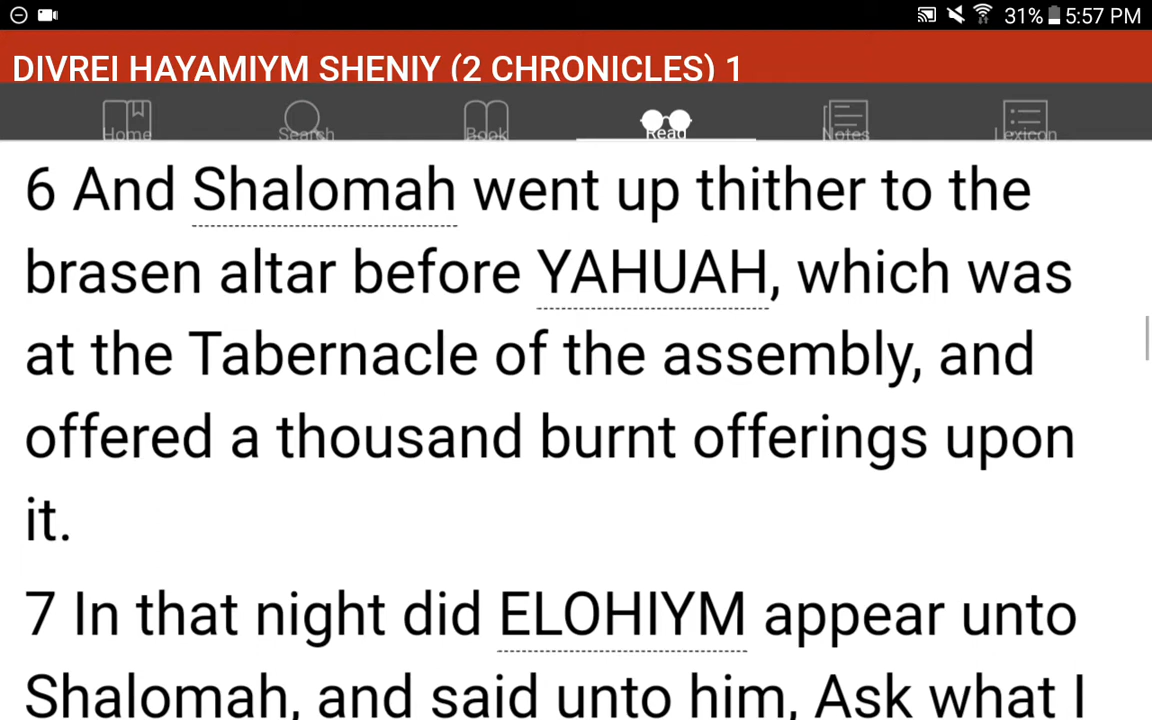 31% 5:57 PM
DIVREI HAYAMIYM SHENIY (2 CHRONICLES) 1
Home Search Book Read Notes Lexicon
6 And Shalomah went up thither to the
brasen altar before YAHUAH, which was
at the Tabernacle of the assembly, and
offered a thousand burnt offerings upon
it.
7 In that night did ELOHIYM appear unto
Shalomah, and said unto him, Ask what I